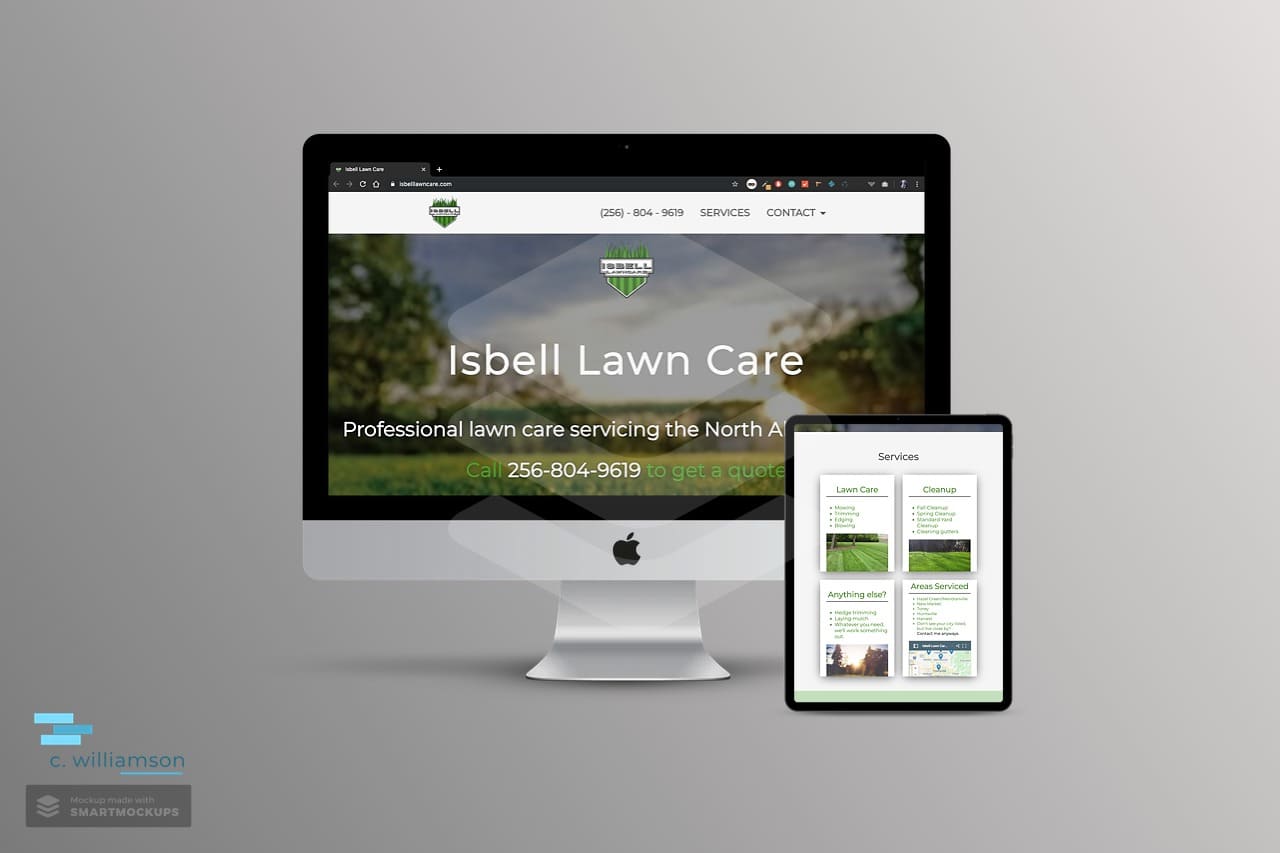 Isbell Lawn Care
isbelllawncare.com
ISBELL
LAWNCARE
(256) - 804 - 9619 SERVICES CONTACT
ISBELL
LAWNCARE
Isbell Lawn Care
Professional lawn care servicing the North A
Call 256-804-9619 to get a quote
Services
Lawn Care
Mowing
Trimming
Edging
Blowing
Cleanup
Fall Cleanup
Spring Cleanup
Standard Yard
Cleanup
Cleaning gutters
Anything else?
Hedge trimming
Laying mulch
Whatever you need,
we'll work something
out.
Areas Serviced
Hazel Green/Meridianville
New Market
Toney
Huntsville
Harvest
Don't see your city listed,
but live close by?
Contact me anyways
Isbell Lawn Car...
c. williamson
Mockup made with
SMARTMOCKUPS